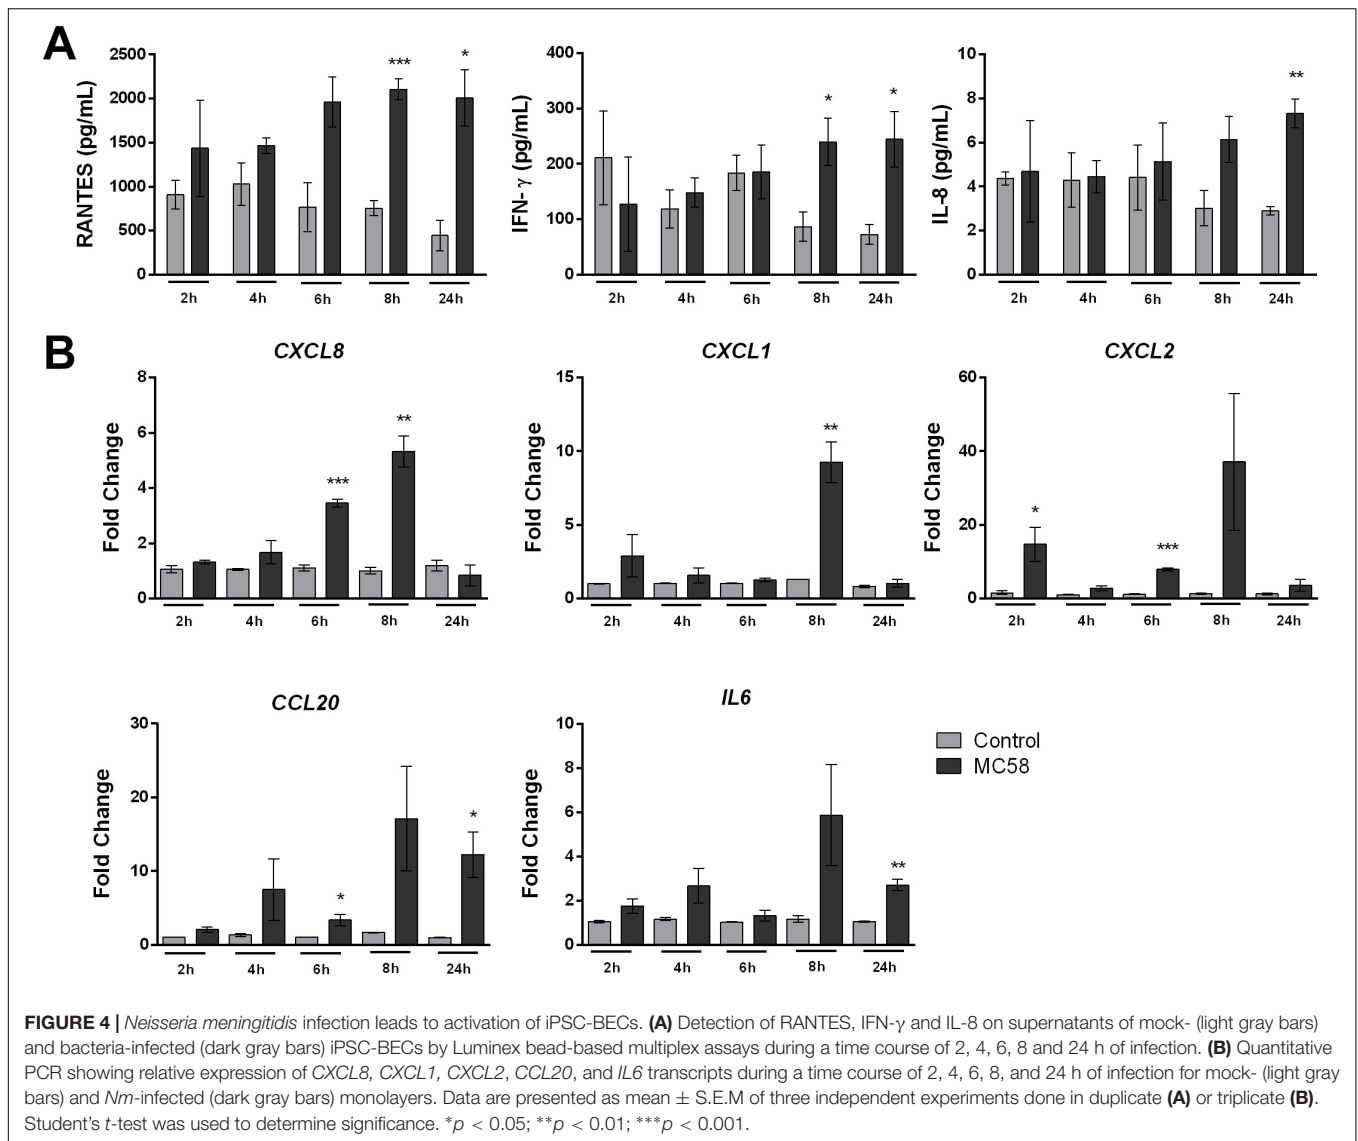 A
RANTES (pg/mL)
2500
2000
1500
1000
500
0
***
*
2h 4h 6h 8h 24h
IFN- γ (pg/mL)
400
300
200
100
0
*
*
2h 4h 6h 8h 24h
IL-8 (pg/mL)
10
8
6
4
2
0
**
2h 4h 6h 8h 24h
B
CXCL8
Fold Change
8
6
4
2
0
***
**
2h 4h 6h 8h 24h
CXCL1
Fold Change
15
10
5
0
**
2h 4h 6h 8h 24h
CXCL2
Fold Change
60
40
20
0
*
***
2h 4h 6h 8h 24h
CCL20
Fold Change
30
20
10
0
*
*
2h 4h 6h 8h 24h
IL6
Fold Change
10
8
6
4
2
0
**
2h 4h 6h 8h 24h
Control
MC58
FIGURE 4 | Neisseria meningitidis infection leads to activation of iPSC-BECs. (A) Detection of RANTES, IFN-γ and IL-8 on supernatants of mock- (light gray bars)
and bacteria-infected (dark gray bars) iPSC-BECs by Luminex bead-based multiplex assays during a time course of 2, 4, 6, 8 and 24 h of infection. (B) Quantitative
PCR showing relative expression of CXCL8, CXCL1, CXCL2, CCL20, and IL6 transcripts during a time course of 2, 4, 6, 8, and 24 h of infection for mock- (light gray
bars) and Nm-infected (dark gray bars) monolayers. Data are presented as mean ± S.E.M of three independent experiments done in duplicate (A) or triplicate (B).
Student's t-test was used to determine significance. *p < 0.05; **p < 0.01; ***p < 0.001.